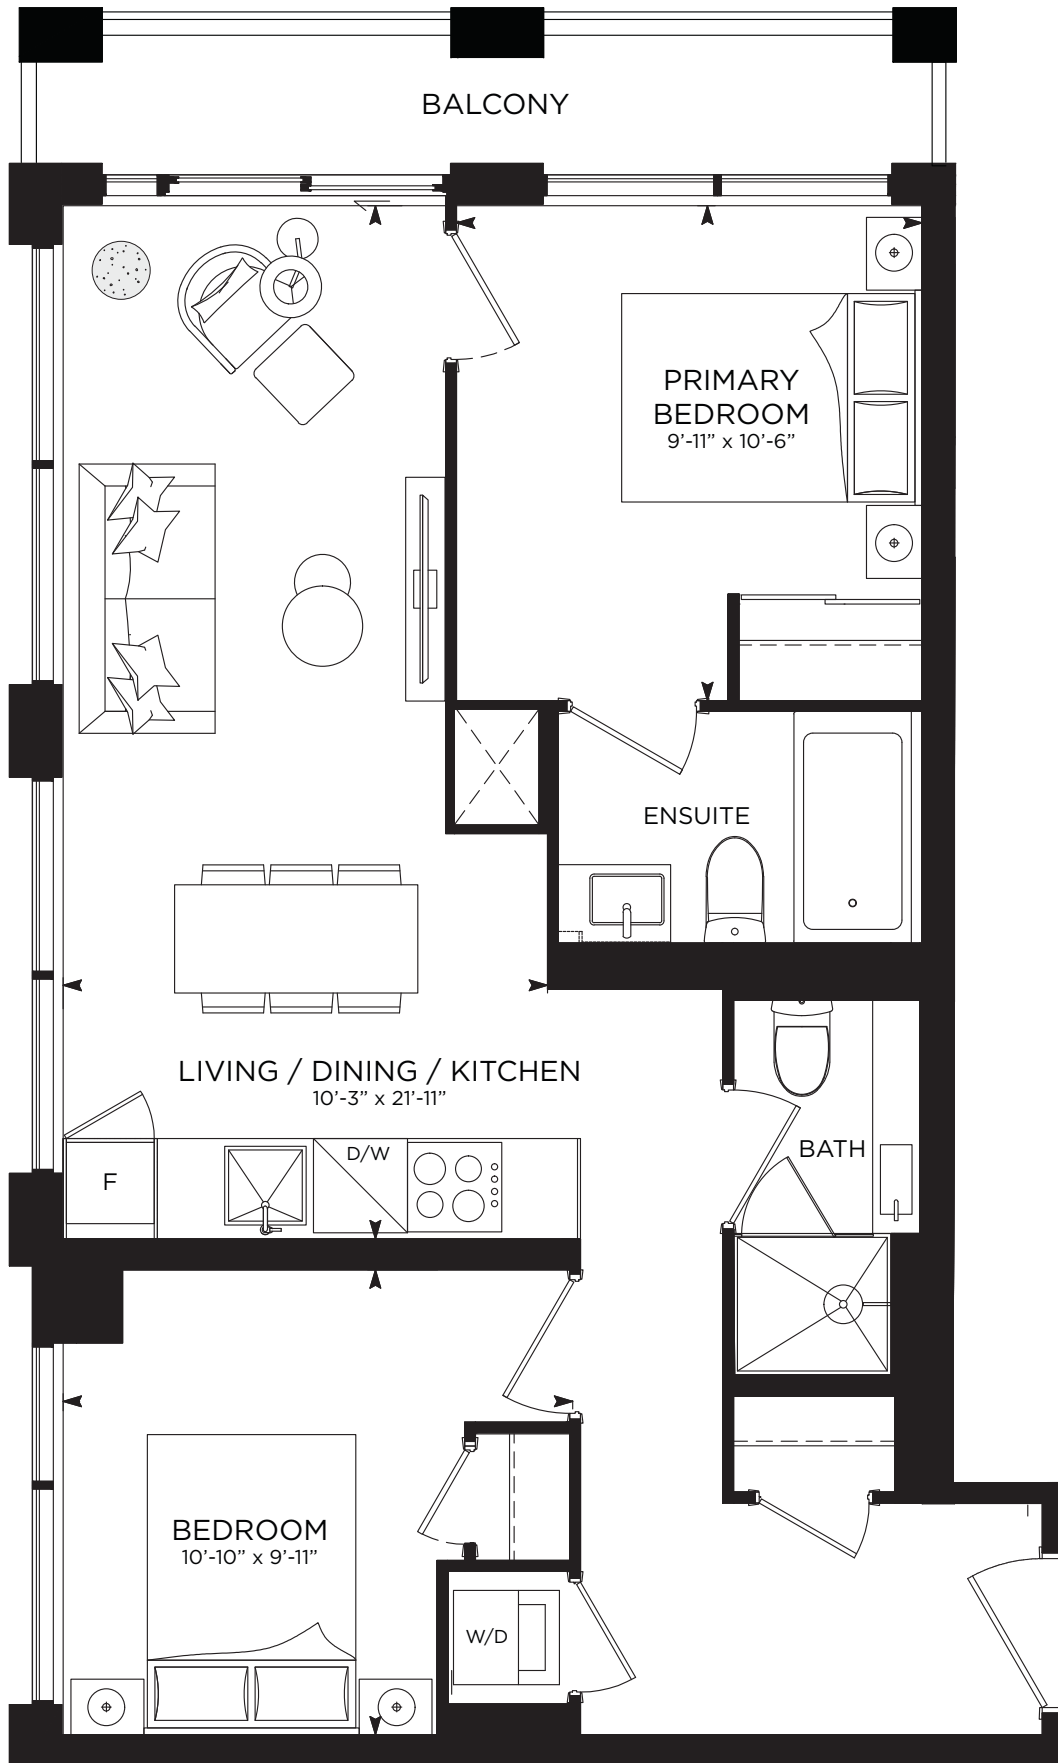 BALCONY
PRIMARY
BEDROOM
9’-11” x 10’-6”
ENSUITE
LIVING / DINING / KITCHEN
10’-3” x 21’-11”
D/W
BATH
F
BEDROOM
10’-10” x 9’-11”
W/D